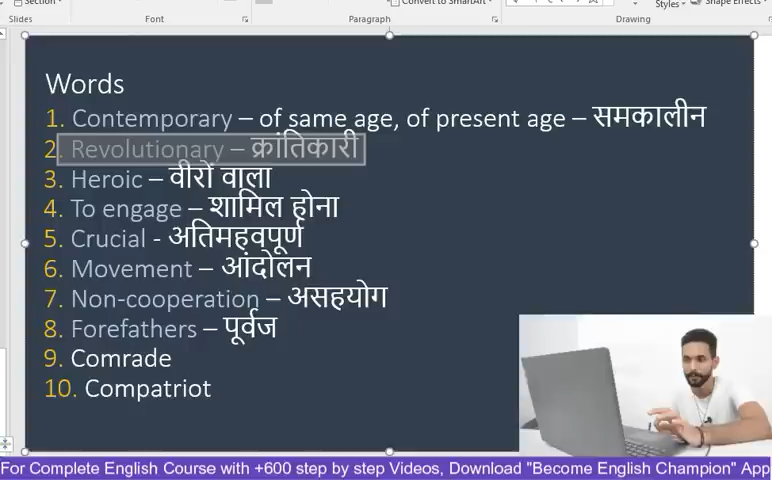 Section
Convert to SmartArt
Styles
Shape Effects
Slides
Font
Paragraph
Drawing
Words
1. Contemporary – of same age, of present age – समकालीन
2. Revolutionary – क्रांतिकारी
3. Heroic – वीरों वाला
4. To engage – शामिल होना
5. Crucial - अतिमहवपूर्ण
6. Movement – आंदोलन
7. Non-cooperation – असहयोग
8. Forefathers – पूर्वज
9. Comrade
10. Compatriot
For Complete English Course with +600 step by step Videos, Download "Become English Champion" App